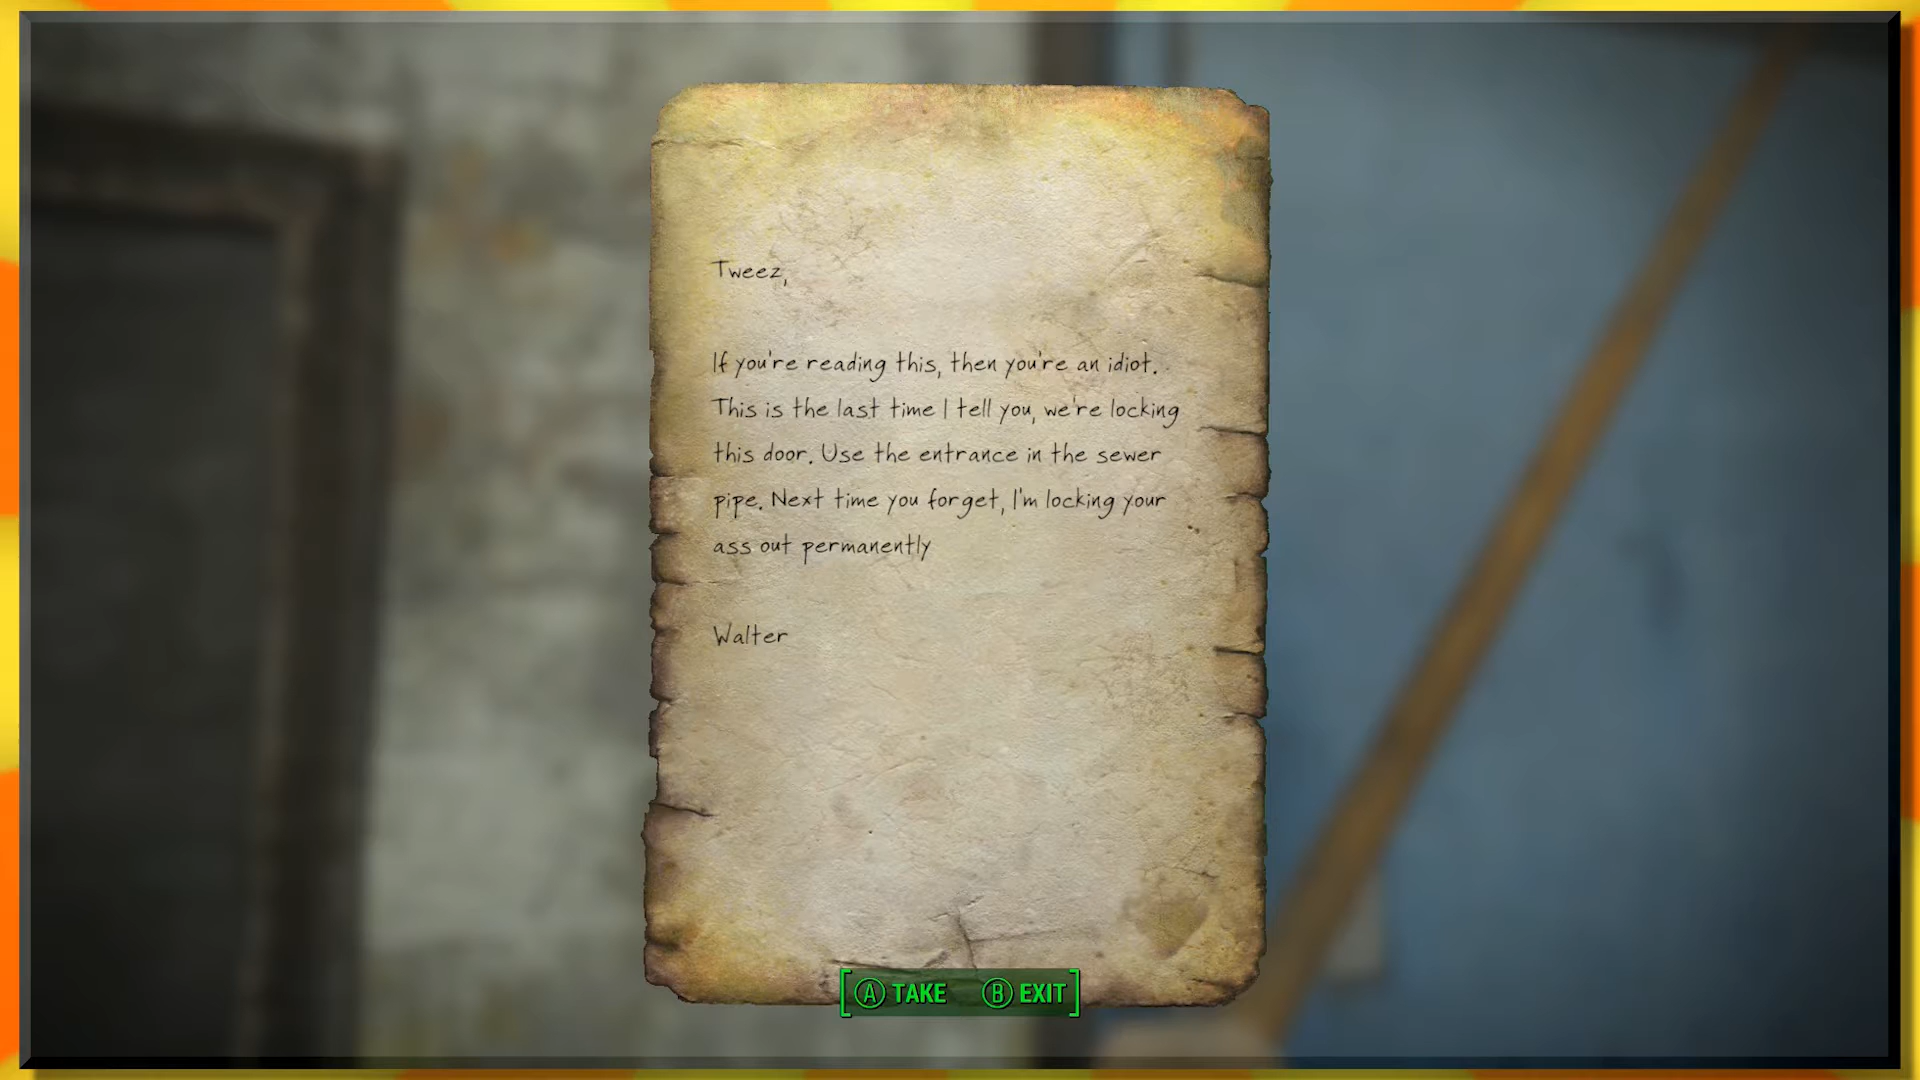 Tweez,
If you're reading this, then you're an idiot.
This is the last time I tell you, we're locking
this door. Use the entrance in the sewer
pipe. Next time you forget, I'm locking your
ass out permanently
Walter
A TAKE B EXIT